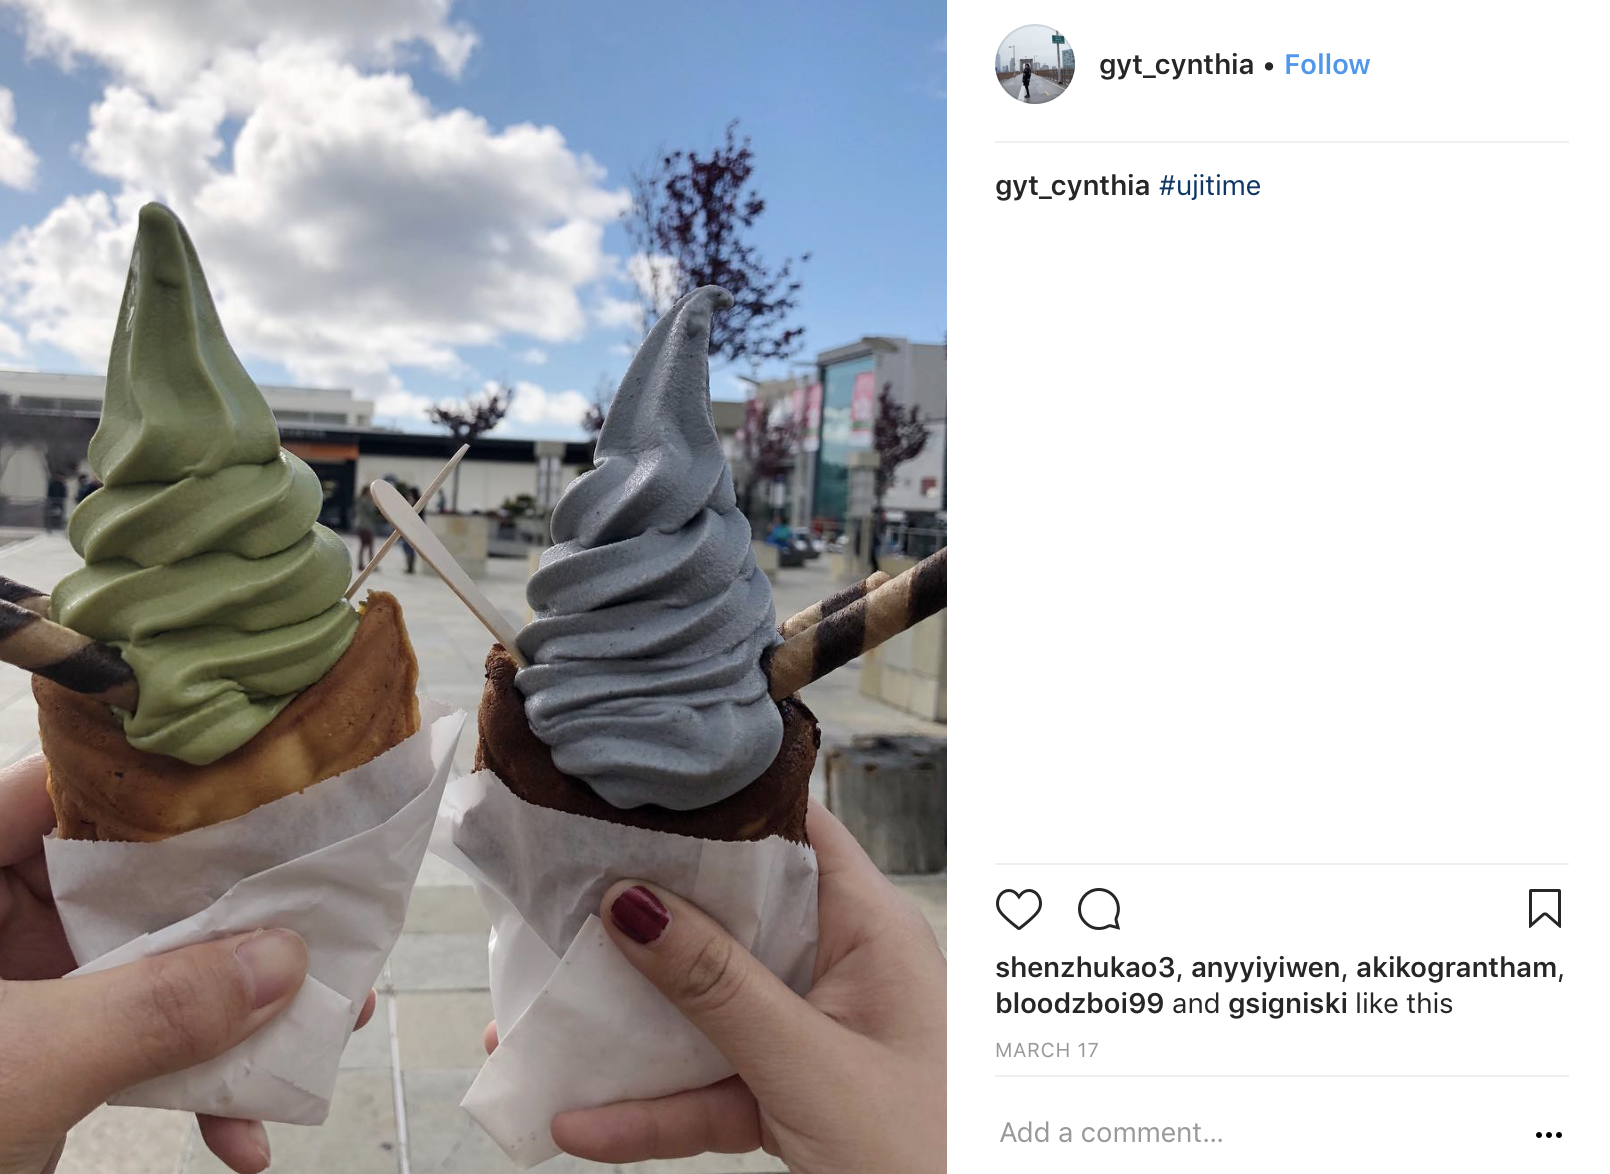 gyt_cynthia • Follow
gyt_cynthia #ujitime
shenzhukao3, anyyiyiwen, akikograntham,
bloodzboi99 and gsigniski like this
MARCH 17
Add a comment...